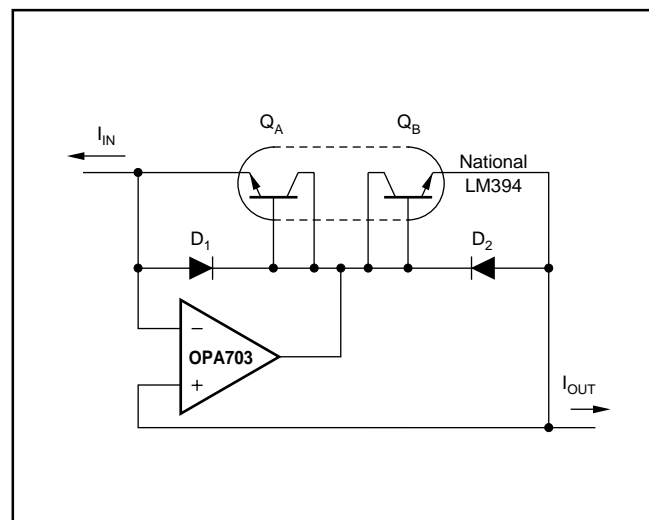 Q_A Q_B
I_IN
National
LM394
D_1 D_2
−
OPA703
+
I_OUT